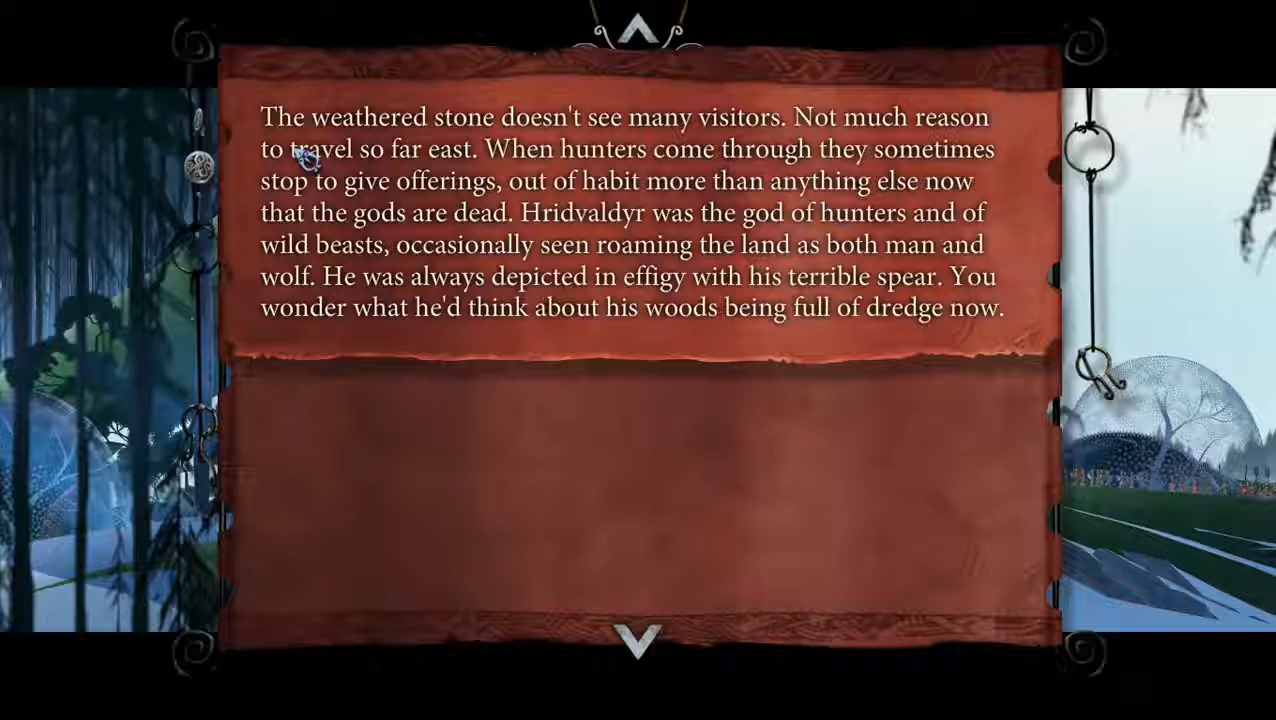 The weathered stone doesn't see many visitors. Not much reason
to travel so far east. When hunters come through they sometimes
stop to give offerings, out of habit more than anything else now
that the gods are dead. Hridvaldyr was the god of hunters and of
wild beasts, occasionally seen roaming the land as both man and
wolf. He was always depicted in effigy with his terrible spear. You
wonder what he'd think about his woods being full of dredge now.